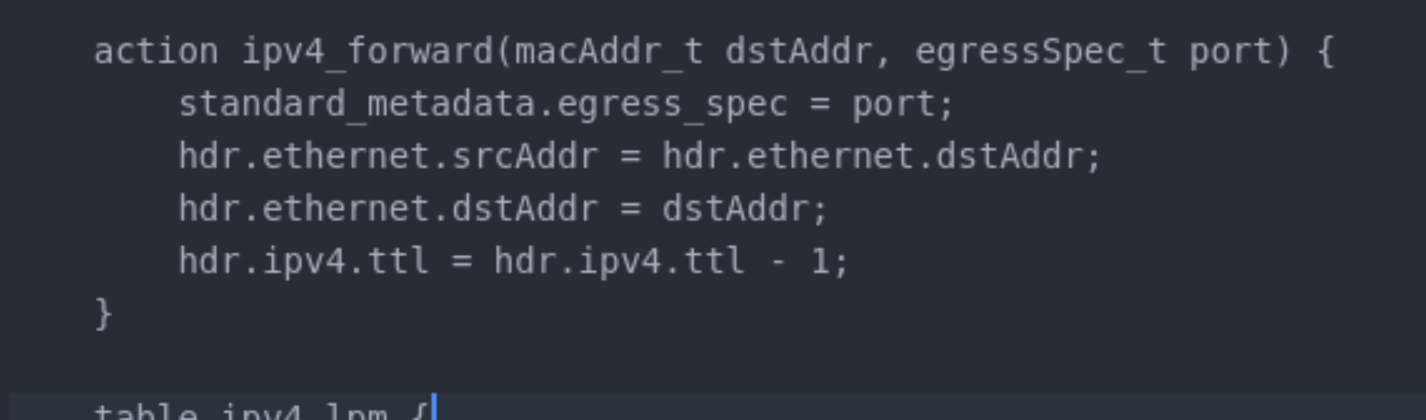 action ipv4_forward(macAddr_t dstAddr, egressSpec_t port) {
standard_metadata.egress_spec = port;
hdr.ethernet.srcAddr = hdr.ethernet.dstAddr;
hdr.ethernet.dstAddr = dstAddr;
hdr.ipv4.ttl = hdr.ipv4.ttl - 1;
}
table ipv4_lpm {